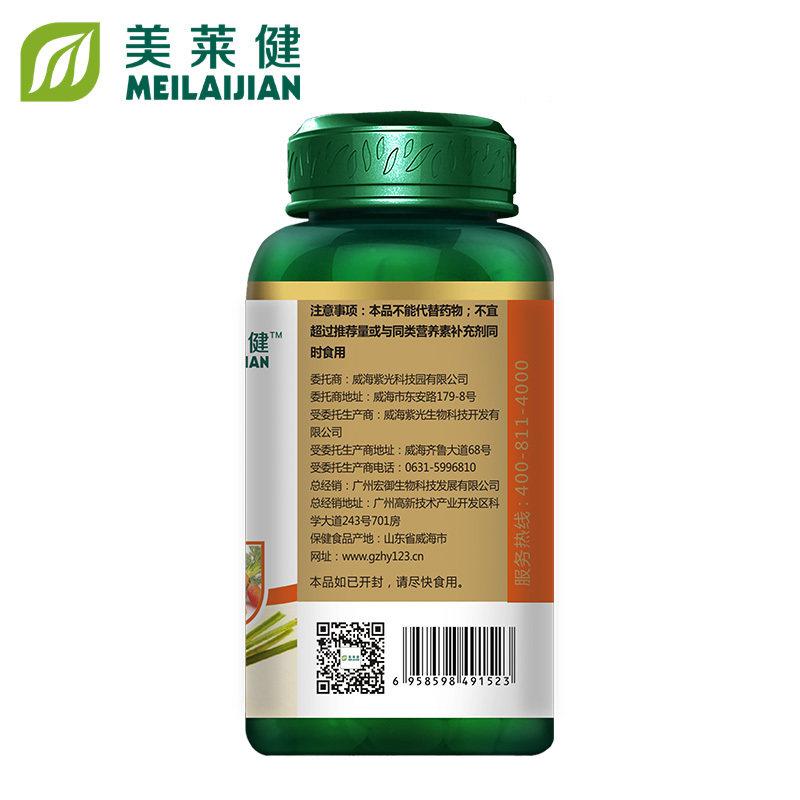 美莱健
MEILAIJIAN
健™
JIAN
注意事项：本品不能代替药物；不宜
超过推荐量或与同类营养素补充剂同
时食用
委托商：威海紫光科技园有限公司
委托商地址：威海市东安路179-8号
受委托生产商：威海紫光生物科技开发有
限公司
受委托生产商地址：威海齐鲁大道68号
受委托生产商电话：0631-5996810
总经销：广州宏御生物科技发展有限公司
总经销地址：广州高新技术产业开发区科
学大道243号701房
保健食品产地：山东省威海市
网址：www.gzhy123.cn
本品如已开封，请尽快食用。
服务热线：400-811-4000
美莱健
MEILAIJIAN
6 958598 491523